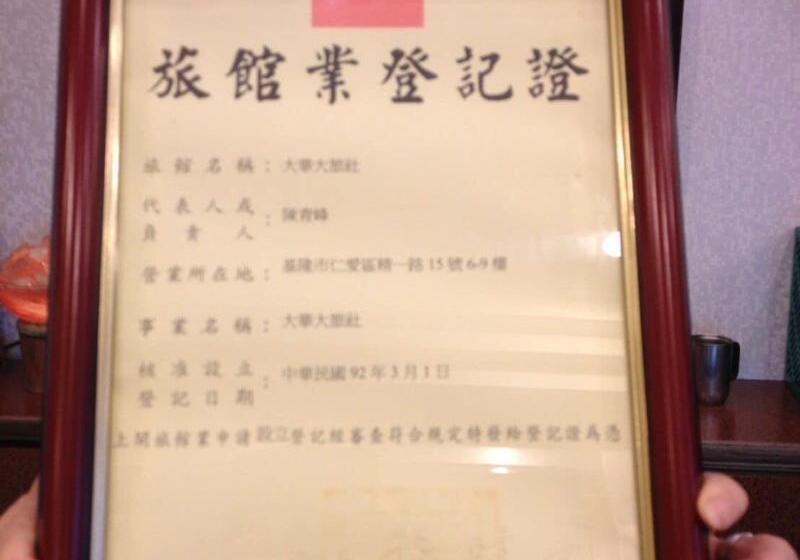 旅館業登記證
旅館名稱：大華大旅社
代表人或
負責人：陳育峰
營業所在地：基隆市仁愛區精一路15號6-9樓
事業名稱：大華大旅社
核准設立
登記日期：中華民國92年3月1日
上開旅館業申請設立登記經審查符合規定特發給登記證為憑